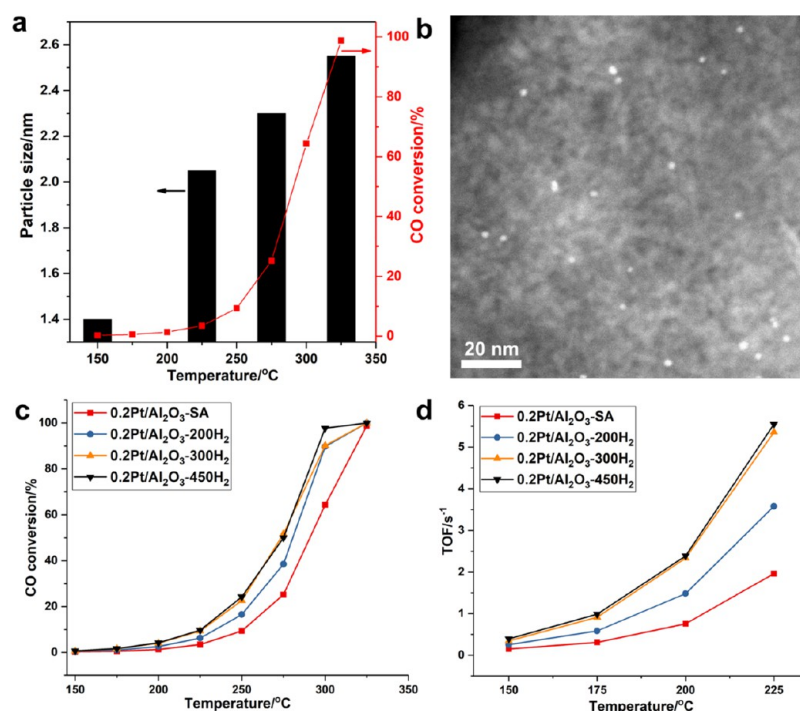 a
Particle size/nm
2.6
2.4
2.2
2.0
1.8
1.6
1.4
150
200
250
300
350
Temperature/°C
100
80
60
40
20
0
CO conversion/%
b
20 nm
c
0.2Pt/Al₂O₃-SA
0.2Pt/Al₂O₃-200H₂
0.2Pt/Al₂O₃-300H₂
0.2Pt/Al₂O₃-450H₂
CO conversion/%
100
80
60
40
20
0
150
200
250
300
350
Temperature/°C
d
0.2Pt/Al₂O₃-SA
0.2Pt/Al₂O₃-200H₂
0.2Pt/Al₂O₃-300H₂
0.2Pt/Al₂O₃-450H₂
TOF/s⁻¹
6
5
4
3
2
1
0
150
175
200
225
Temperature/°C